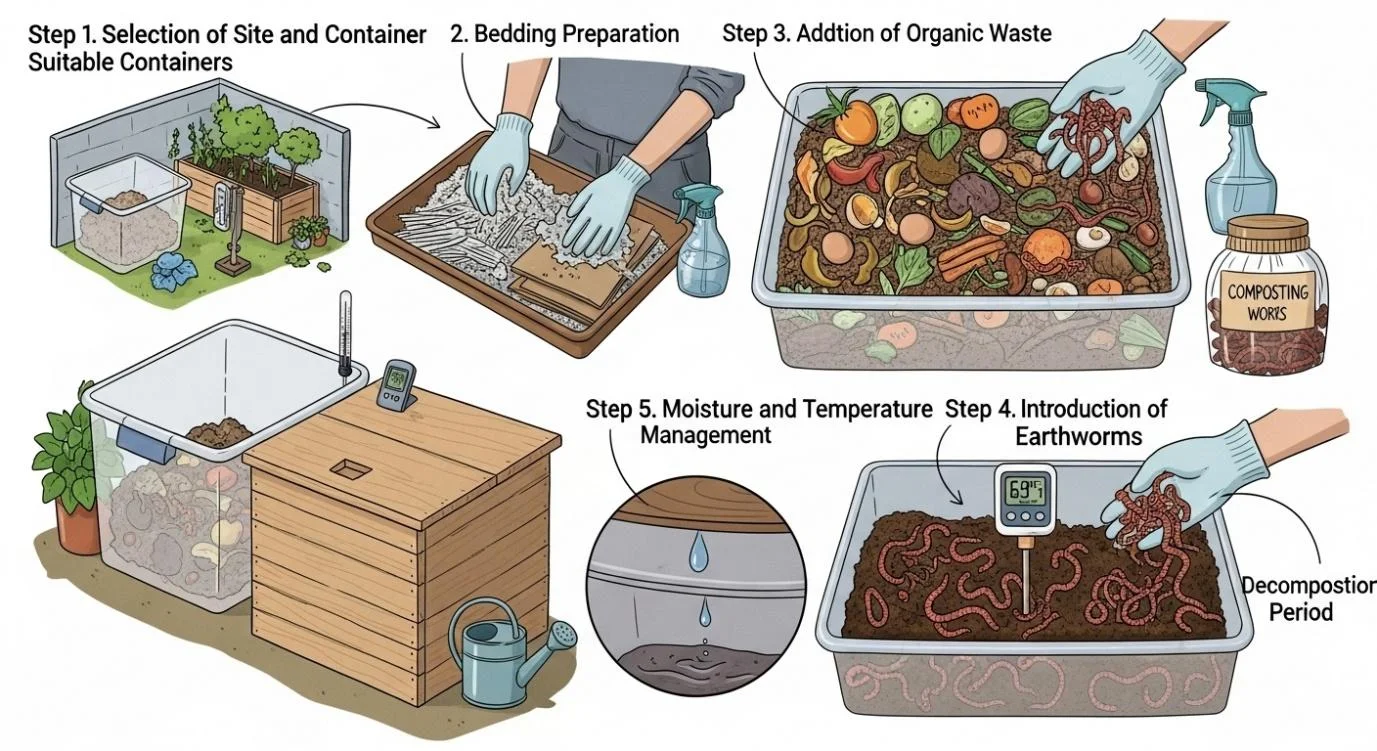 Step 1. Selection of Site and Container
Suitable Containers
2. Bedding Preparation
Step 3. Addtion of Organic Waste
COMPOSTING
WORS
Step 5. Moisture and Temperature
Management
Step 4. Introduction of
Earthworms
69
Decompostion
Period